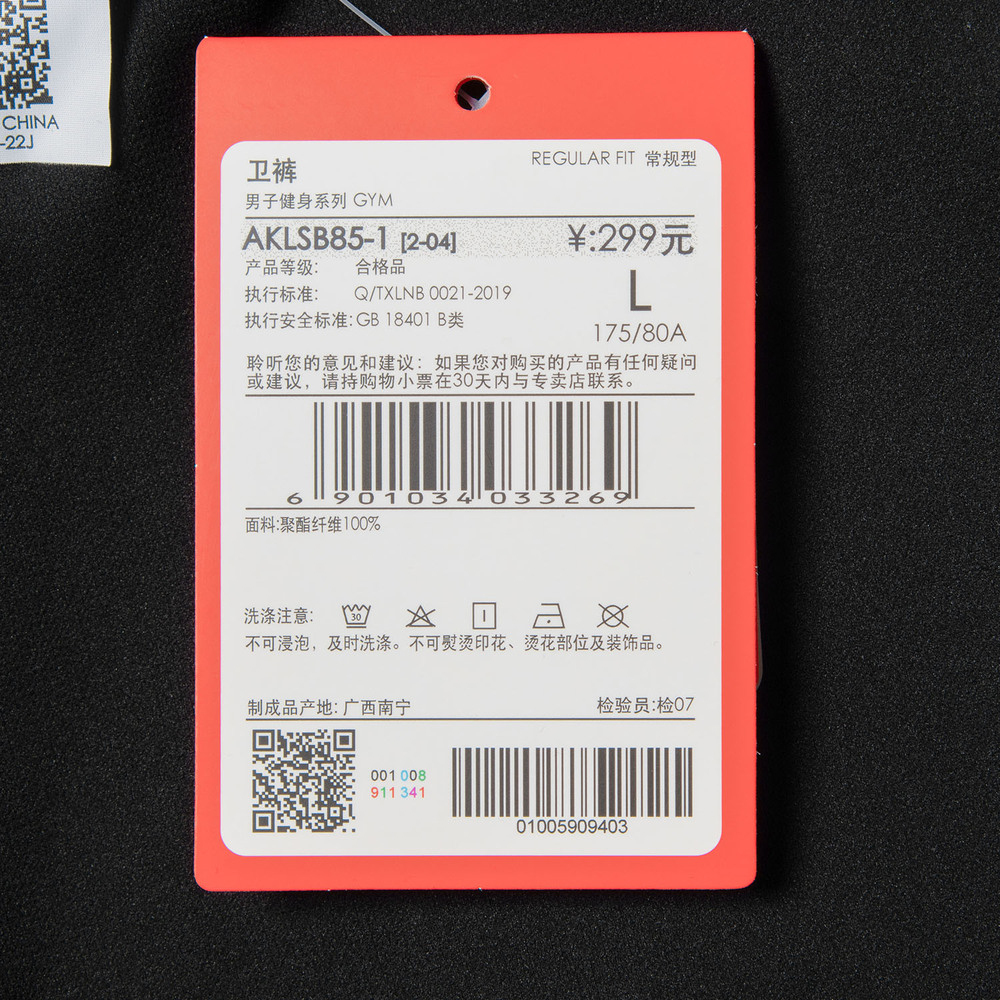 CHINA
-22J
卫裤
REGULAR FIT 常规型
男子健身系列 GYM
AKLSB85-1 [2-04]
¥:299元
产品等级: 合格品
执行标准: Q/TXLNB 0021-2019
L
执行安全标准:GB 18401 B类
175/80A
聆听您的意见和建议: 如果您对购买的产品有任何疑问
或建议, 请持购物小票在30天内与专卖店联系。
6 901034 033269
面料:聚酯纤维100%
洗涤注意:
30
不可浸泡, 及时洗涤。不可熨烫印花、烫花部位及装饰品。
制成品产地: 广西南宁
检验员:检07
001 008
911 341
01005909403